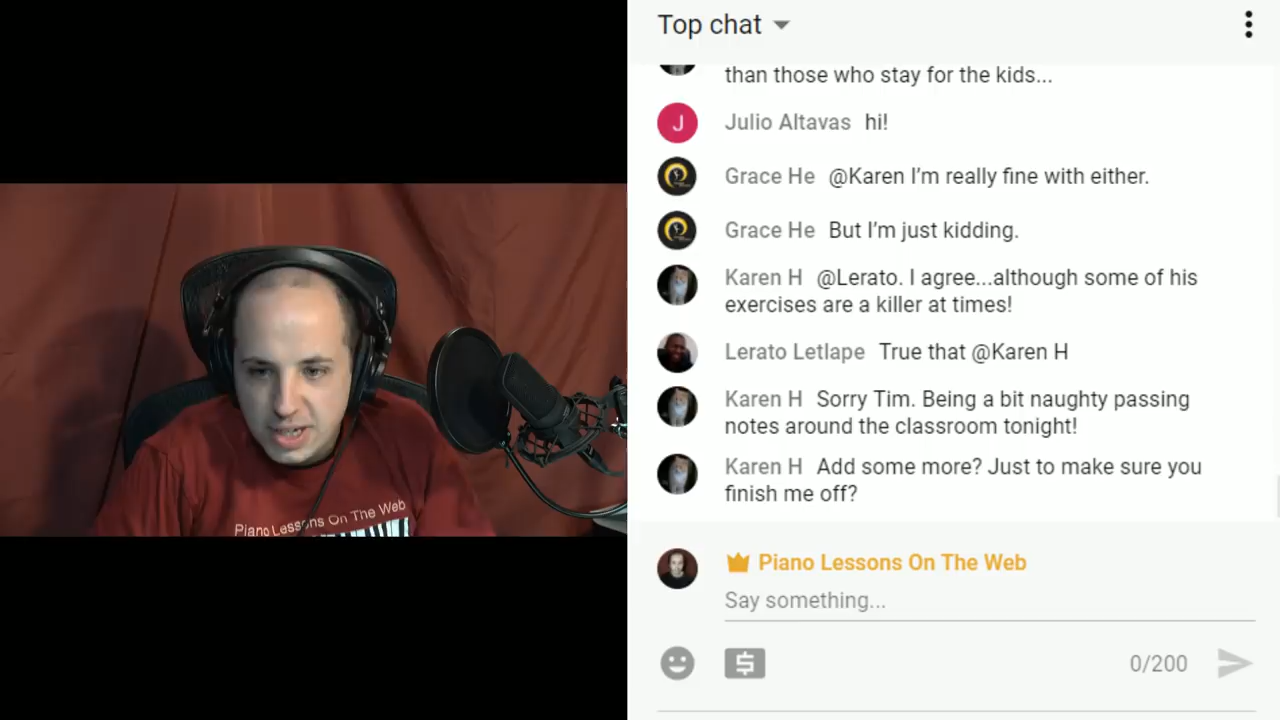 Top chat
than those who stay for the kids...
J
Julio Altavas hi!
Grace He @Karen I’m really fine with either.
Grace He But I’m just kidding.
Karen H @Lerato. I agree...although some of his
exercises are a killer at times!
Lerato Letlape True that @Karen H
Karen H Sorry Tim. Being a bit naughty passing
notes around the classroom tonight!
Karen H Add some more? Just to make sure you
finish me off?
Piano Lessons On The Web
Piano Lessons On The Web
Say something...
$
0/200